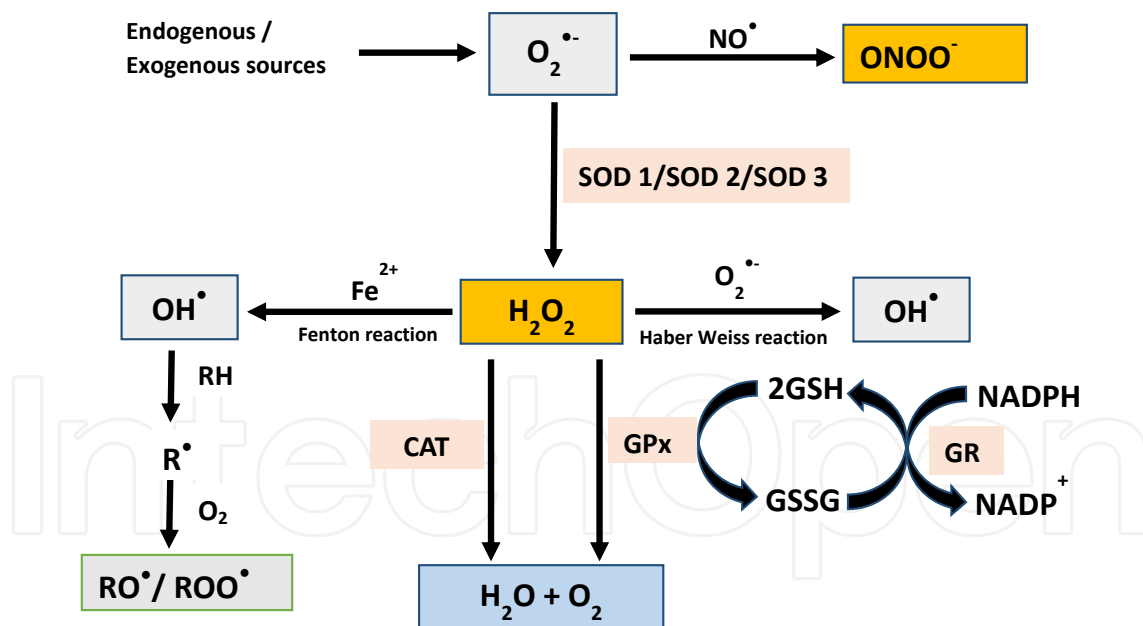 Endogenous /
Exogenous sources
O₂•⁻
NO•
ONOO⁻
SOD 1/SOD 2/SOD 3
OH•
Fe²⁺
Fenton reaction
H₂O₂
O₂•⁻
Haber Weiss reaction
OH•
RH
R•
O₂
RO•/ ROO•
CAT
GPx
2GSH
GSSG
NADPH
GR
NADP⁺
H₂O + O₂
IntechOpen